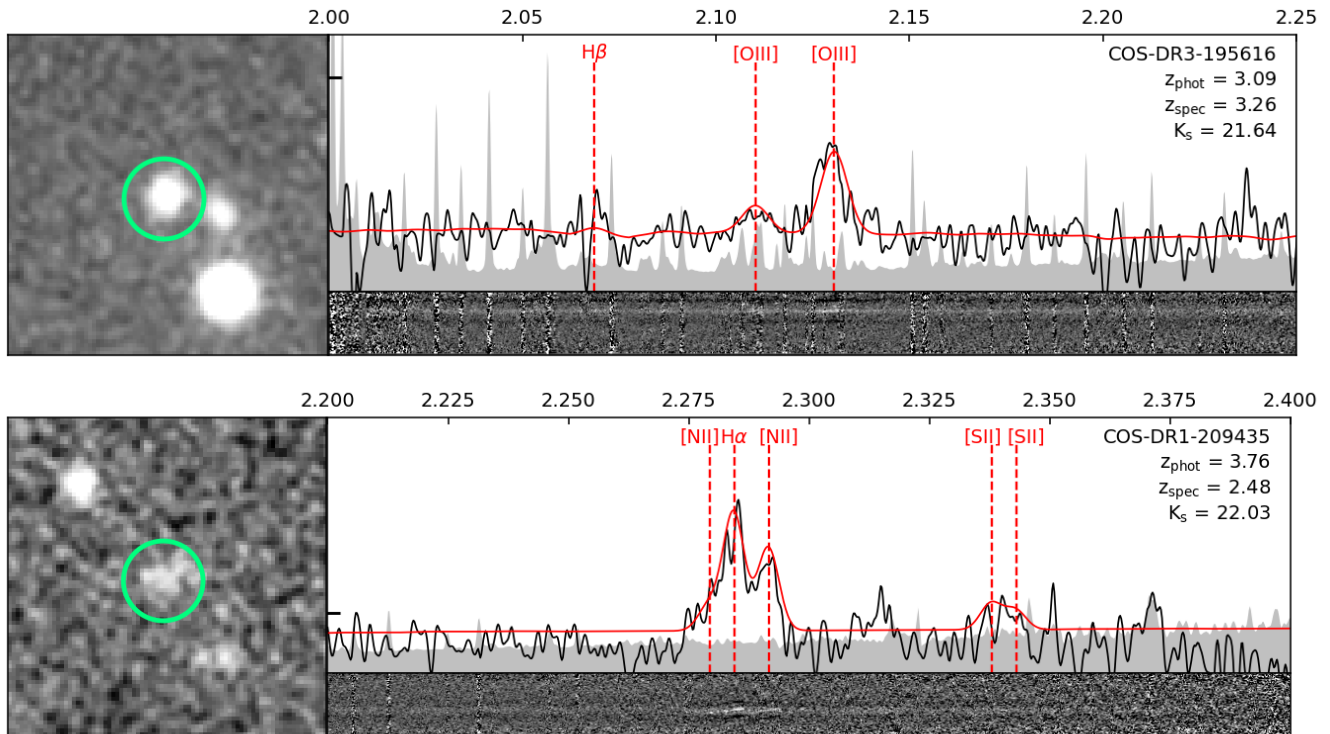 2.00 2.05 2.10 2.15 2.20 2.25
Hβ [OIII] [OIII] COS-DR3-195616
z_phot = 3.09
z_spec = 3.26
K_s = 21.64
2.200 2.225 2.250 2.275 2.300 2.325 2.350 2.375 2.400
[NII] Hα [NII] [SII] [SII] COS-DR1-209435
z_phot = 3.76
z_spec = 2.48
K_s = 22.03